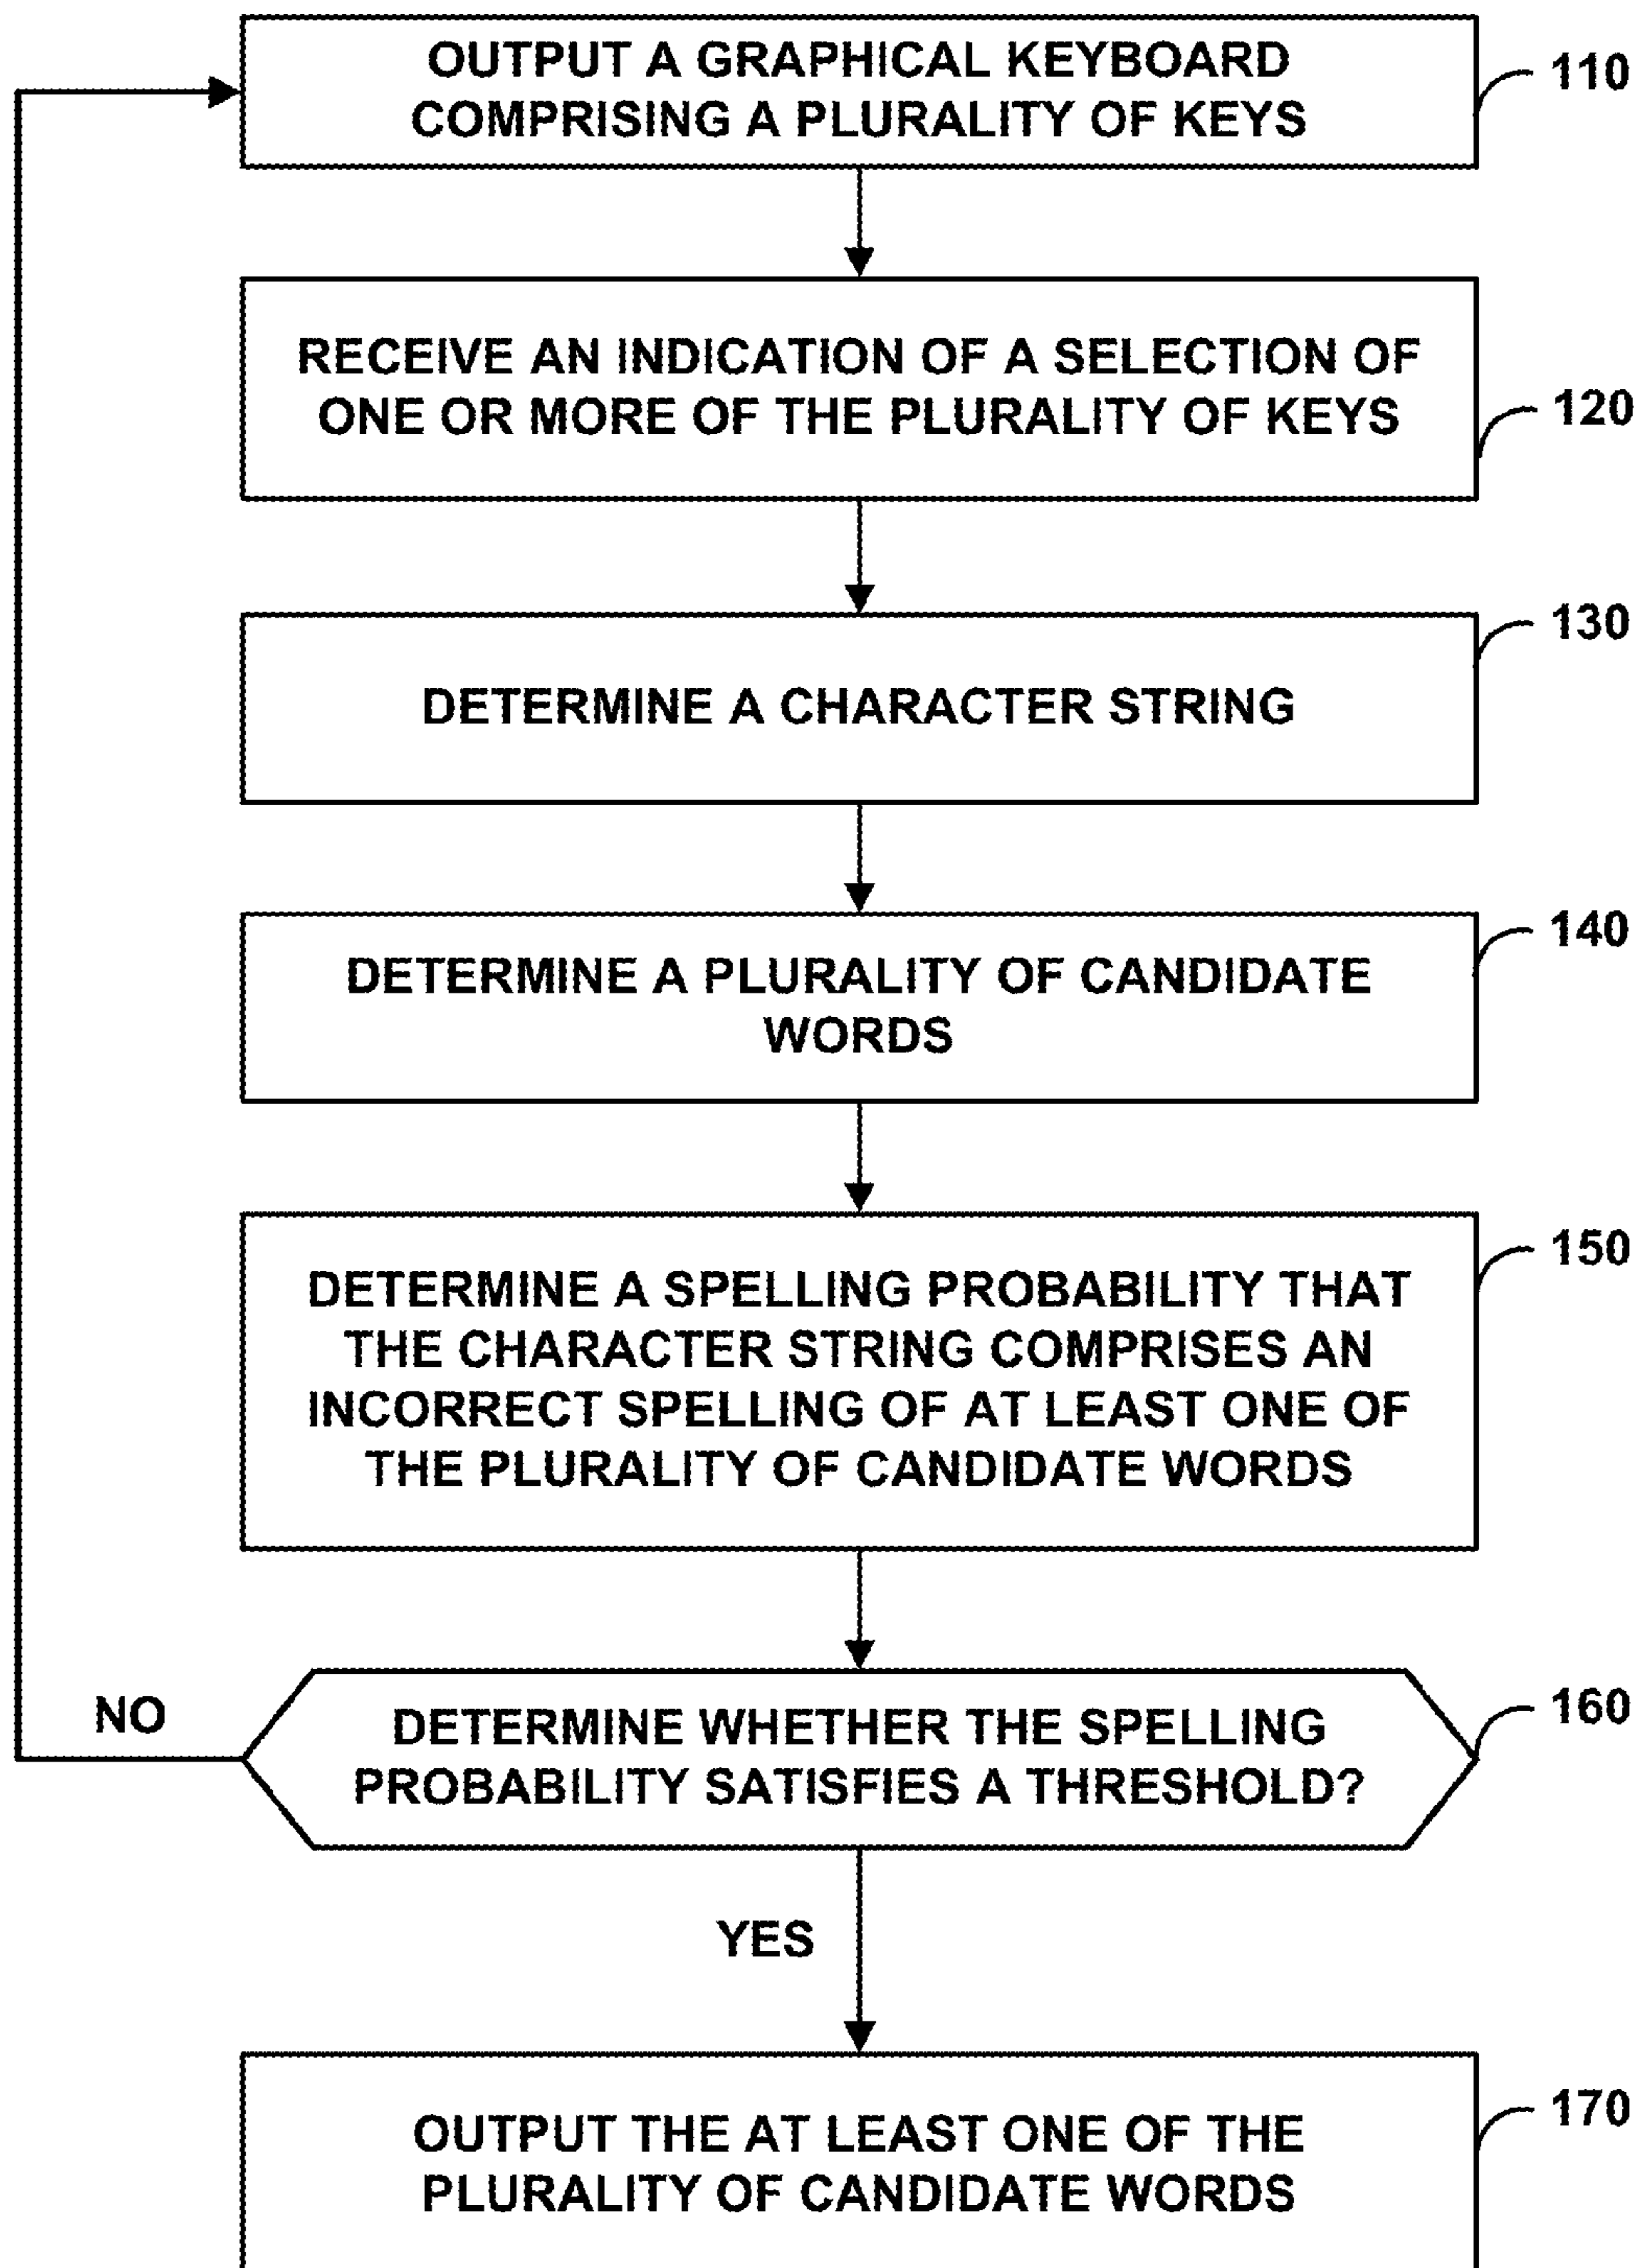 OUTPUT A GRAPHICAL KEYBOARD
COMPRISING A PLURALITY OF KEYS
110
RECEIVE AN INDICATION OF A SELECTION OF
ONE OR MORE OF THE PLURALITY OF KEYS
120
130
DETERMINE A CHARACTER STRING
140
DETERMINE A PLURALITY OF CANDIDATE
WORDS
150
DETERMINE A SPELLING PROBABILITY THAT
THE CHARACTER STRING COMPRISES AN
INCORRECT SPELLING OF AT LEAST ONE OF
THE PLURALITY OF CANDIDATE WORDS
160
NO
DETERMINE WHETHER THE SPELLING
PROBABILITY SATISFIES A THRESHOLD?
YES
170
OUTPUT THE AT LEAST ONE OF THE
PLURALITY OF CANDIDATE WORDS